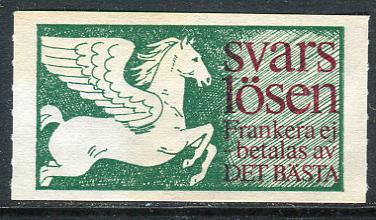 svars
lösen
Frankera ej
betalas av
DET BÄSTA